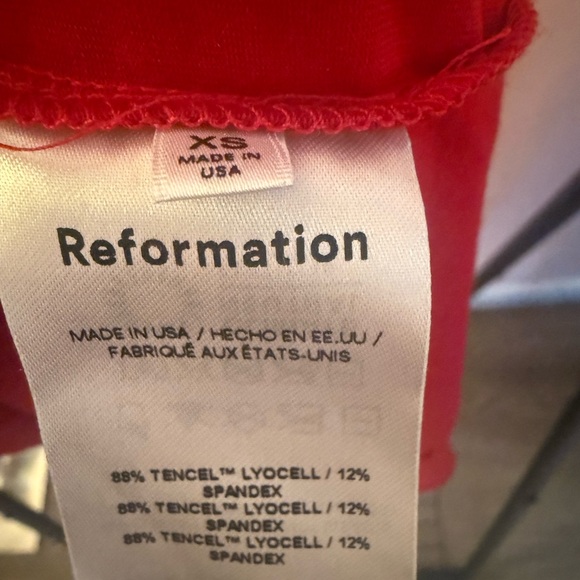 XS
MADE IN
USA
Reformation
MADE IN USA / HECHO EN EE.UU /
FABRIQUÉ AUX ÉTATS-UNIS
88% TENCEL™ LYOCELL / 12%
SPANDEX
88% TENCEL™ LYOCELL / 12%
SPANDEX
88% TENCEL™ LYOCELL / 12%
SPANDEX